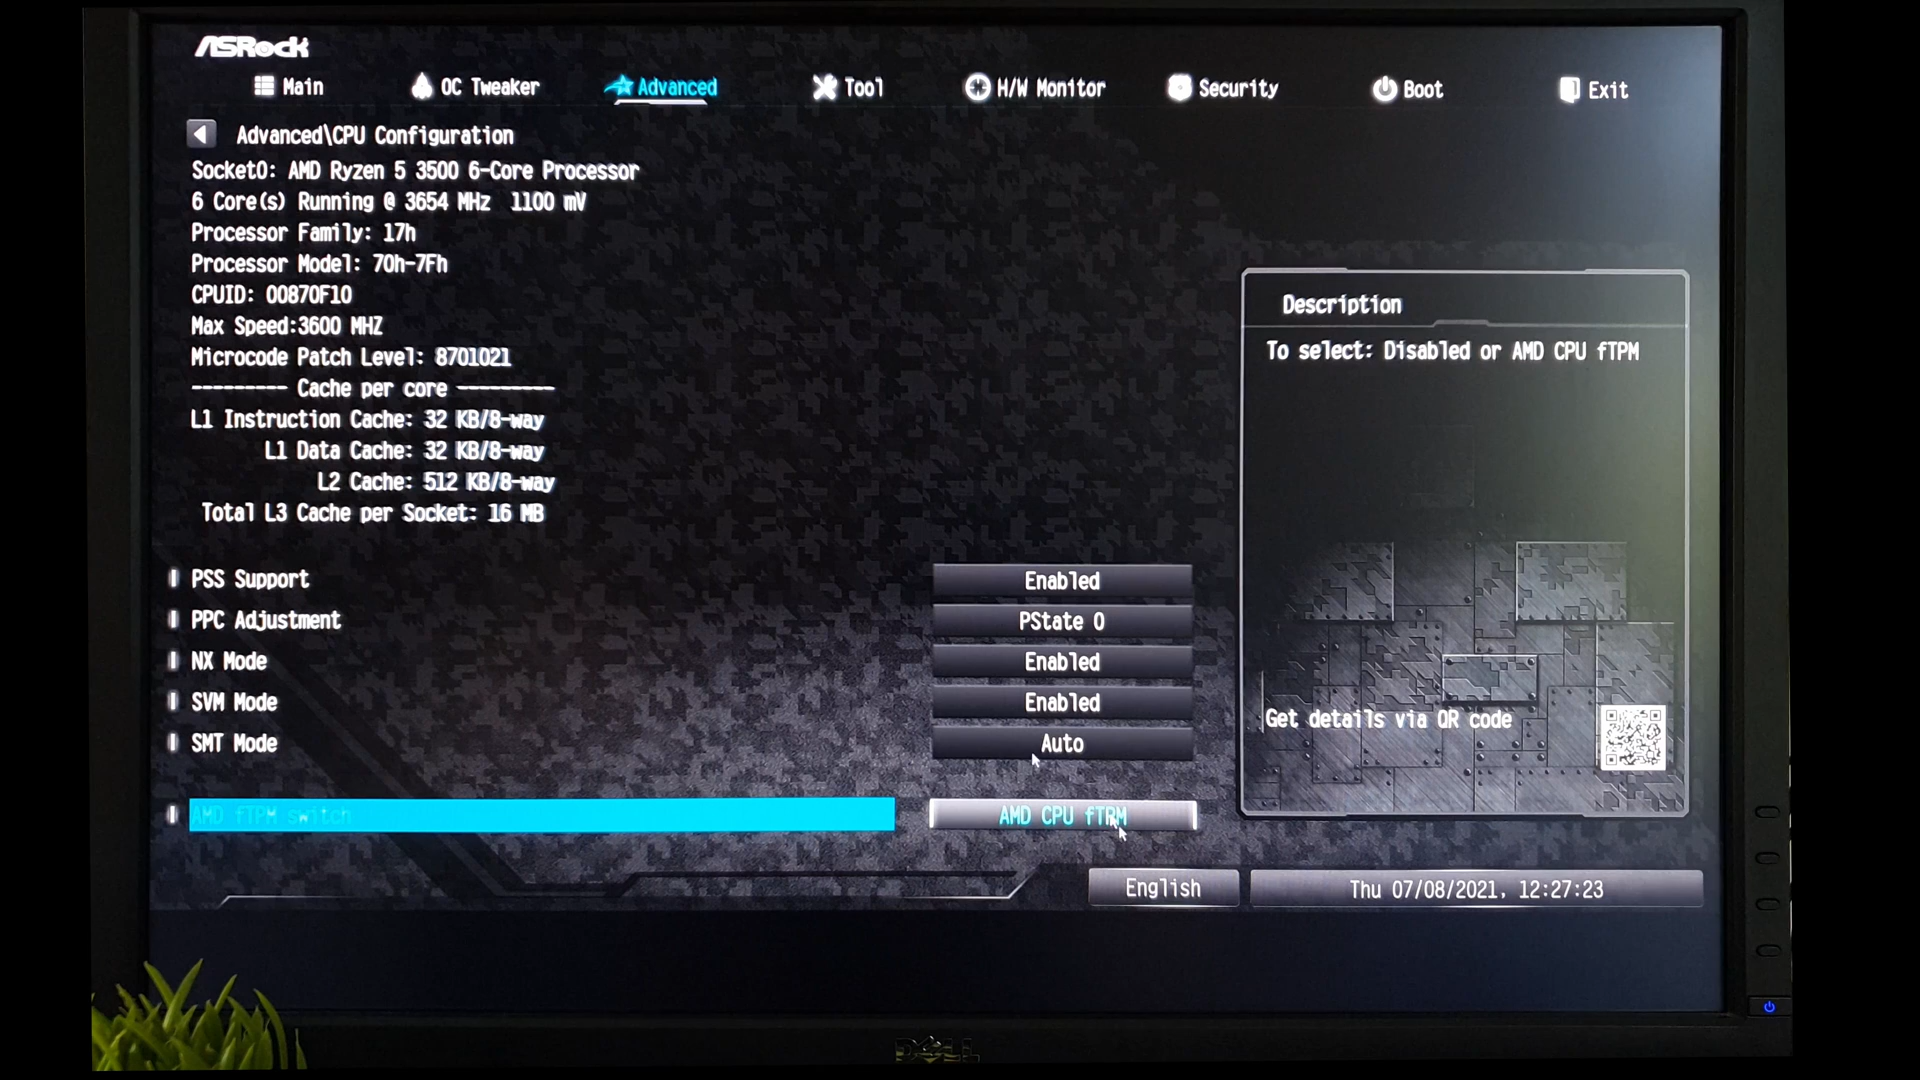 ASRock
Main
OC Tweaker
Advanced
Tool
H/W Monitor
Security
Boot
Exit
Advanced\CPU Configuration
Socket0: AMD Ryzen 5 3500 6-Core Processor
6 Core(s) Running @ 3654 MHz 1100 mV
Processor Family: 17h
Processor Model: 70h-7Fh
CPUID: 00870F10
Max Speed:3600 MHZ
Microcode Patch Level: 8701021
--------- Cache per core ---------
L1 Instruction Cache: 32 KB/8-way
L1 Data Cache: 32 KB/8-way
L2 Cache: 512 KB/8-way
Total L3 Cache per Socket: 16 MB
PSS Support
Enabled
PPC Adjustment
PState 0
NX Mode
Enabled
SVM Mode
Enabled
SMT Mode
Auto
AMD fTPM switch
AMD CPU fTPM
Description
To select: Disabled or AMD CPU fTPM
Get details via QR code
English
Thu 07/08/2021, 12:27:23
DELL